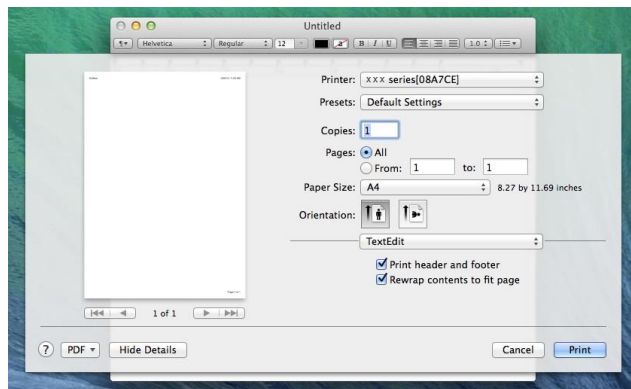 Untitled
¶ Helvetica Regular 12 a B I U 1.0
Printer: xxx series[08A7CE]
Presets: Default Settings
Copies: 1
Pages: All
From: 1 to: 1
Paper Size: A4 8.27 by 11.69 inches
Orientation:
TextEdit
Print header and footer
Rewrap contents to fit page
1 of 1
? PDF Hide Details Cancel Print